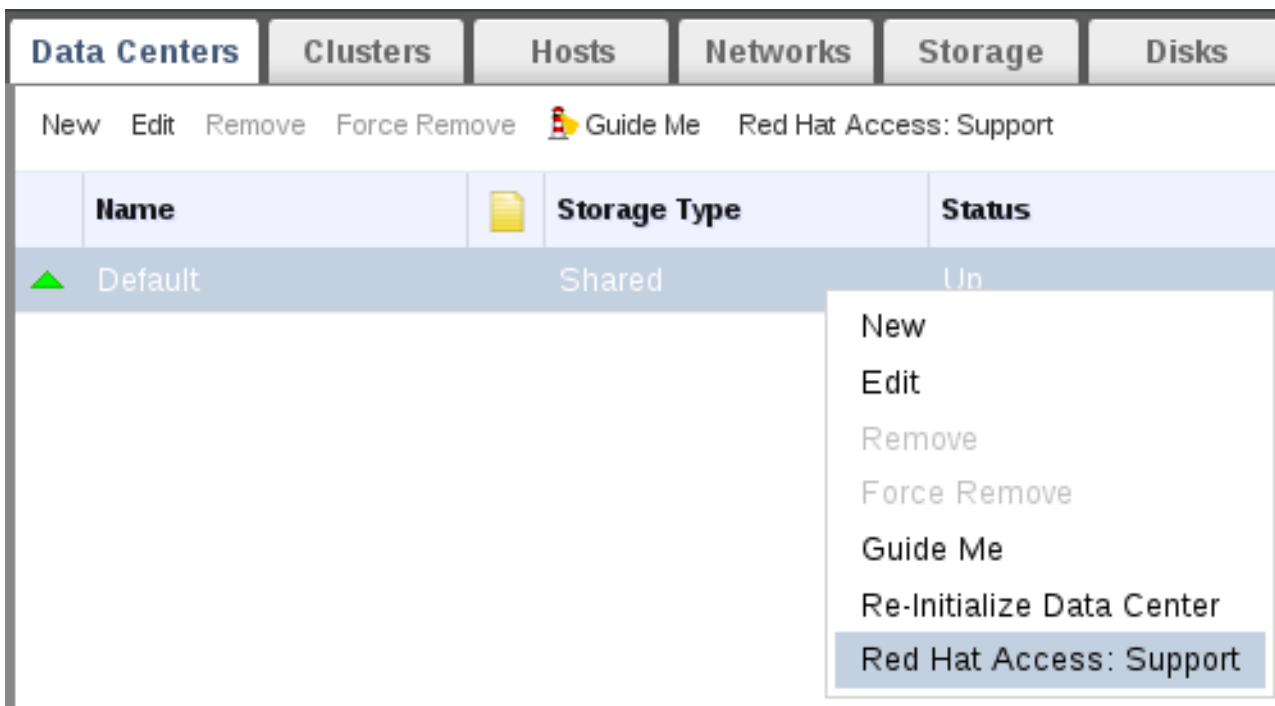 Data Centers Clusters Hosts Networks Storage Disks
New Edit Remove Force Remove Guide Me Red Hat Access: Support
Name Storage Type Status
Default Shared Up
New
Edit
Remove
Force Remove
Guide Me
Re-Initialize Data Center
Red Hat Access: Support